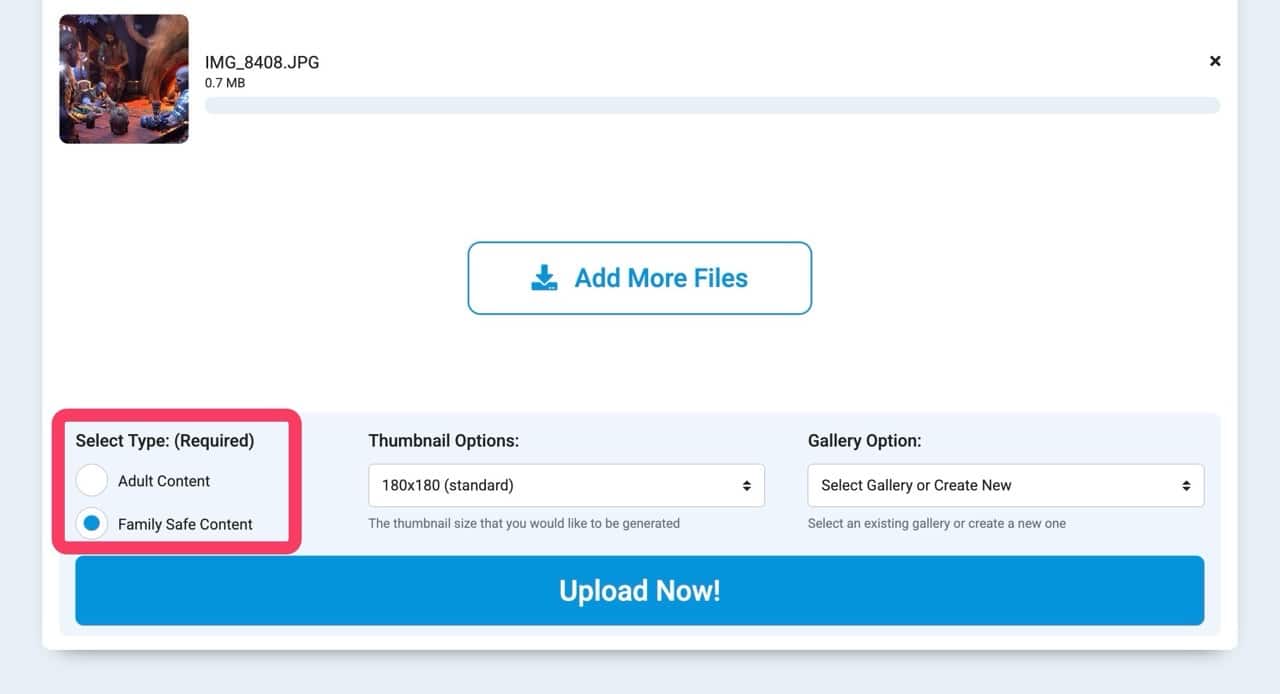 IMG_8408.JPG
0.7 MB
Add More Files
Select Type: (Required)
Adult Content
Family Safe Content
Thumbnail Options:
180x180 (standard)
The thumbnail size that you would like to be generated
Gallery Option:
Select Gallery or Create New
Select an existing gallery or create a new one
Upload Now!